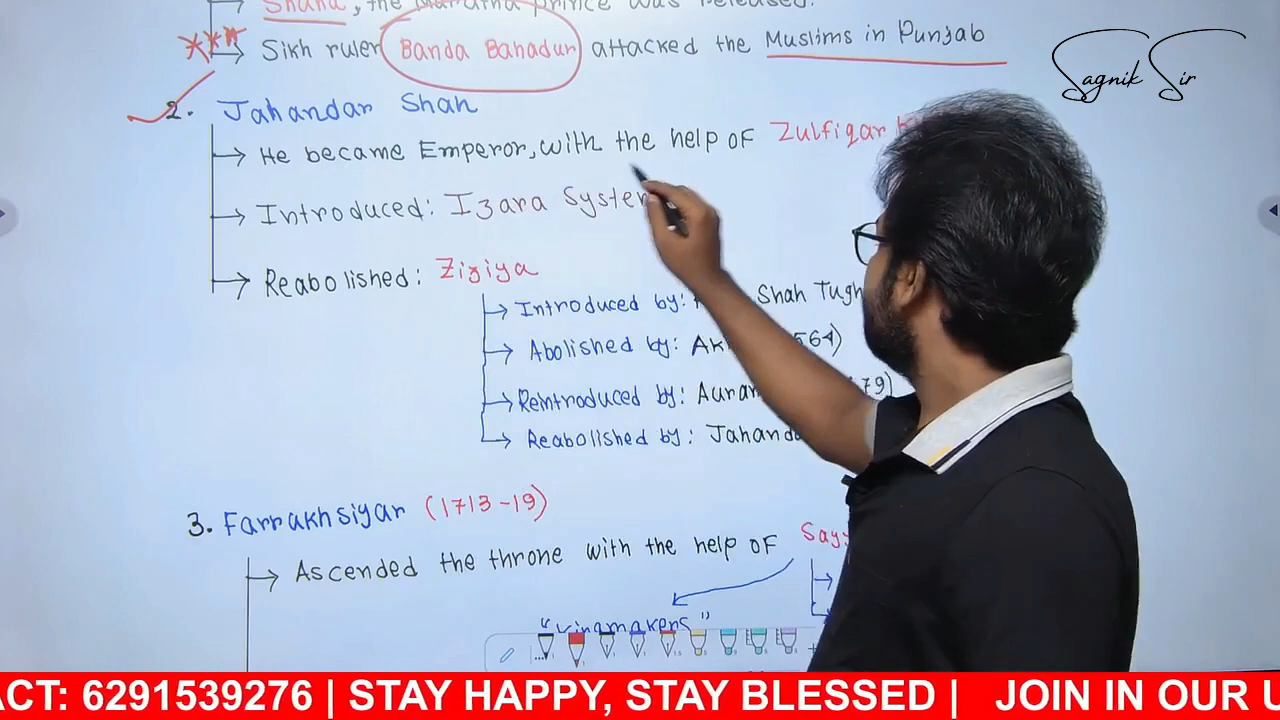 Shahu, the Maratha prince was released.
*** Sikh ruler Banda Bahadur attacked the Muslims in Punjab
Sagnik Sir
2. Jahandar Shah
He became Emperor, with the help of Zulfiqar
Introduced: Izara System
Reabolished: Ziziya
Introduced by: Shah
Abolished by:
Reintroduced by:
Reabolished by:
3. Farrakhsiyar (1713-19)
Ascended the throne with the help of
"Kingmakers"
ACT: 6291539276 | STAY HAPPY, STAY BLESSED | JOIN IN OUR U